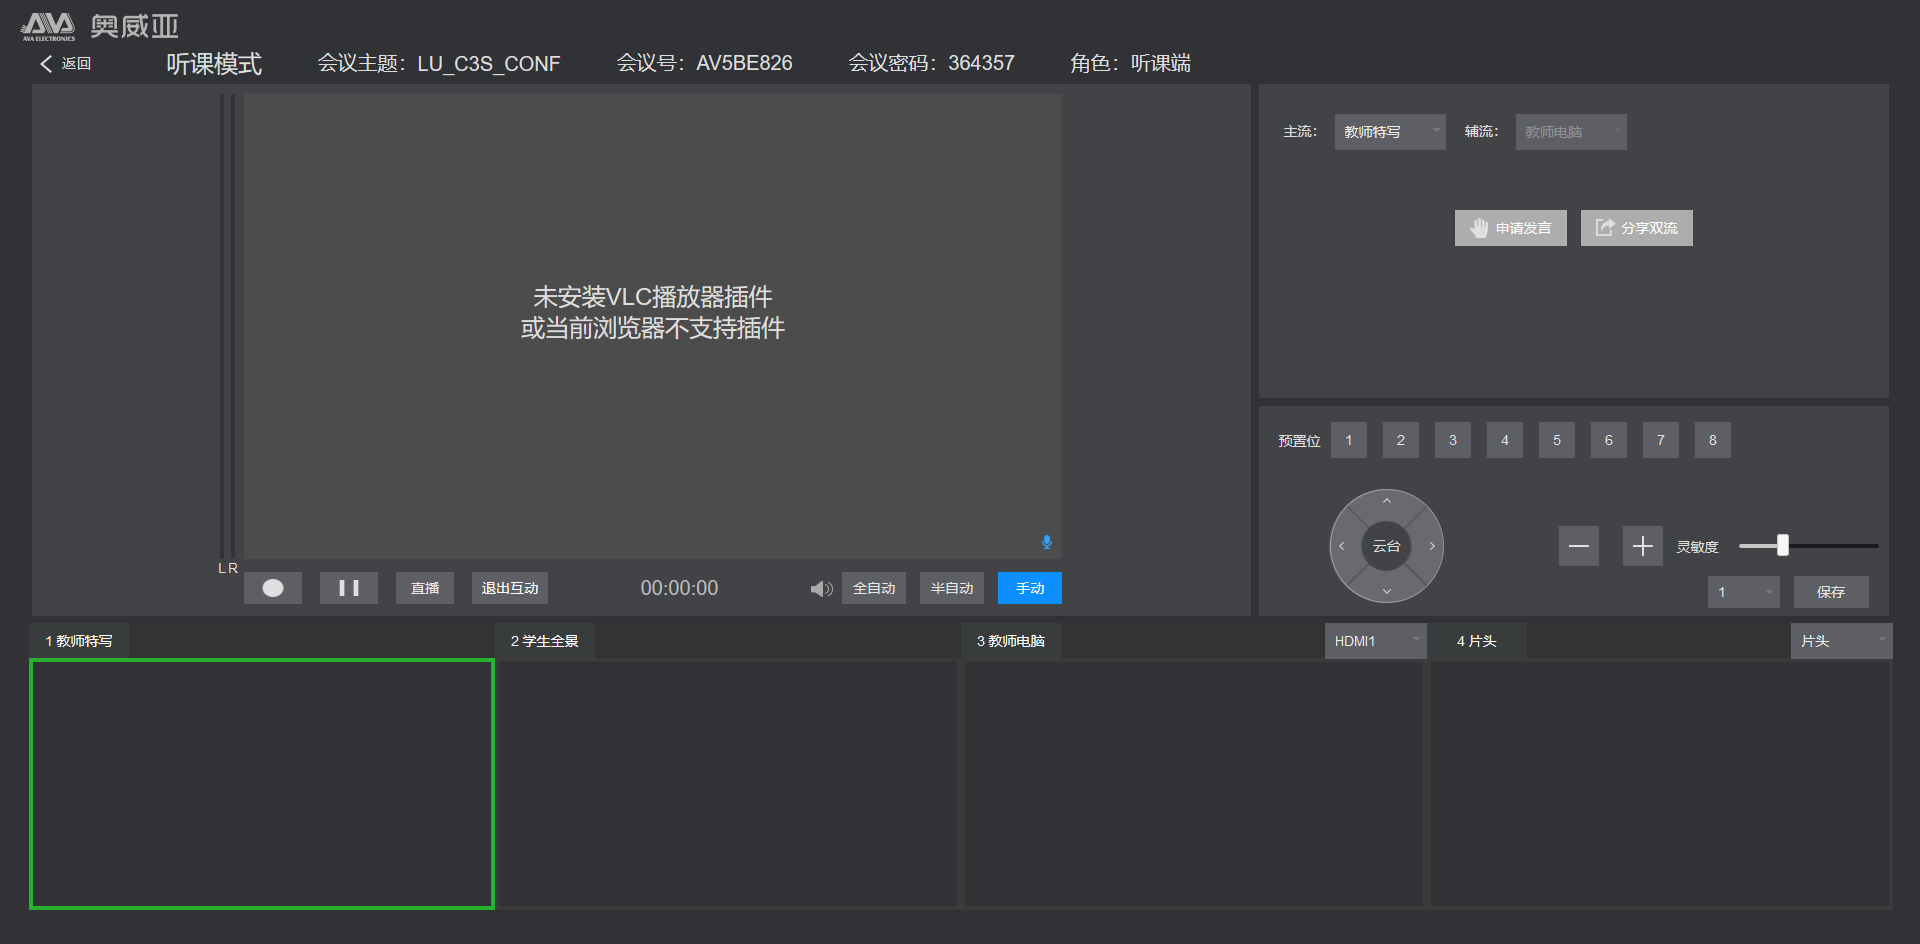 AVA 奥威亚
AVA ELECTRONICS
返回 听课模式 会议主题：LU_C3S_CONF 会议号：AV5BE826 会议密码：364357 角色：听课端
主流： 教师特写 辅流： 教师电脑
申请发言 分享双流
未安装VLC播放器插件
或当前浏览器不支持插件
预置位 1 2 3 4 5 6 7 8
云台 灵敏度
1 保存
L R
直播 退出互动 00:00:00 全自动 半自动 手动
1 教师特写 2 学生全景 3 教师电脑 HDMI1 4 片头 片头